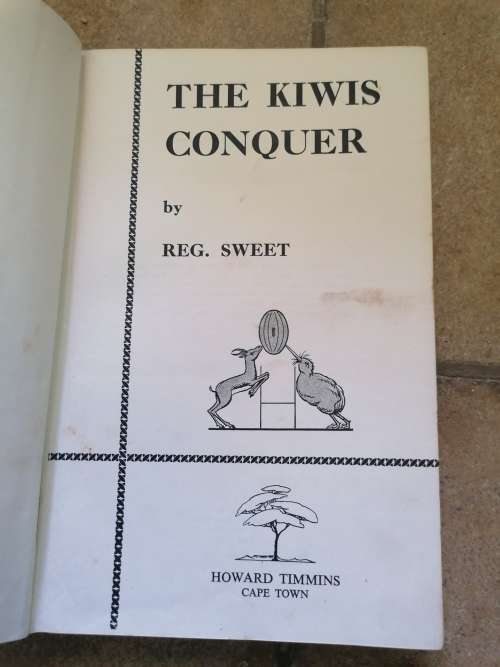 THE KIWIS
CONQUER
by
REG. SWEET
HOWARD TIMMINS
CAPE TOWN